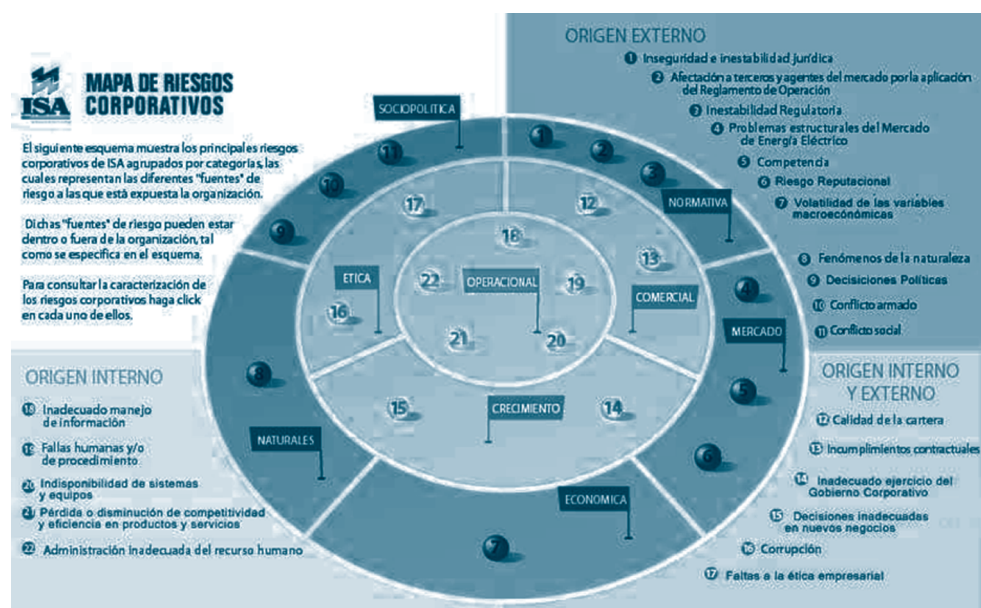 ISA
MAPA DE RIESGOS
CORPORATIVOS
El siguiente esquema muestra los principales riesgos
corporativos de ISA agrupados por categorías, las
cuales representan las diferentes "fuentes" de
riesgo a las que está expuesta la organización.
Dichas "fuentes" de riesgo pueden estar
dentro o fuera de la organización, tal
como se especifica en el esquema.
Para consultar la caracterización de
los riesgos corporativos haga click
en cada uno de ellos.
ORIGEN EXTERNO
1 Inseguridad e inestabilidad Jurídica
2 Afectación a terceros y agentes del mercado por la aplicación
del Reglamento de Operación
3 Inestabilidad Regulatoria
4 Problemas estructurales del Mercado
de Energía Eléctrico
5 Competencia
6 Riesgo Reputacional
7 Volatilidad de las variables
macroecónómicas
8 Fenómenos de la naturaleza
9 Decisiones Políticas
10 Conflicto armado
11 Conflicto social
SOCIOPOLITICA
11
10
9
1
2
3
NORMATIVA
17
12
18
13
ETICA
22
OPERACIONAL
19
COMERCIAL
4
16
21
20
MERCADO
8
15
CRECIMIENTO
14
5
NATURALES
6
ECONOMICA
7
ORIGEN INTERNO
18 Inadecuado manejo
de información
19 Fallas humanas y/o
de procedimiento
20 Indisponibilidad de sistemas
y equipos
21 Pérdida o disminución de competitividad
y eficiencia en productos y servicios
22 Administración inadecuada del recurso humano
ORIGEN INTERNO
Y EXTERNO
12 Calidad de la cartera
13 Incumplimientos contractuales
14 Inadecuado ejercicio del
Gobierno Corporativo
15 Decisiones inadecuadas
en nuevos negocios
16 Corrupción
17 Faltas a la ética empresarial